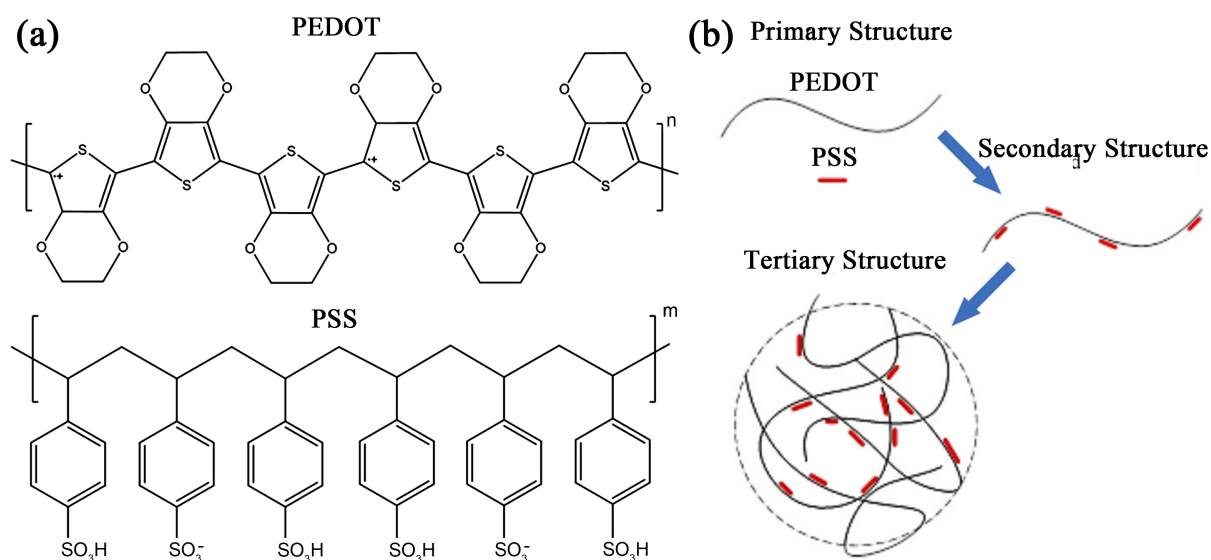 (a)
PEDOT
O O O O O O
S S S
n
·+ ·+
S S S
O O O O O O
PSS
m
SO3H SO3- SO3H SO3H SO3- SO3H
(b) Primary Structure
PEDOT
PSS
Secondary Structure
Tertiary Structure